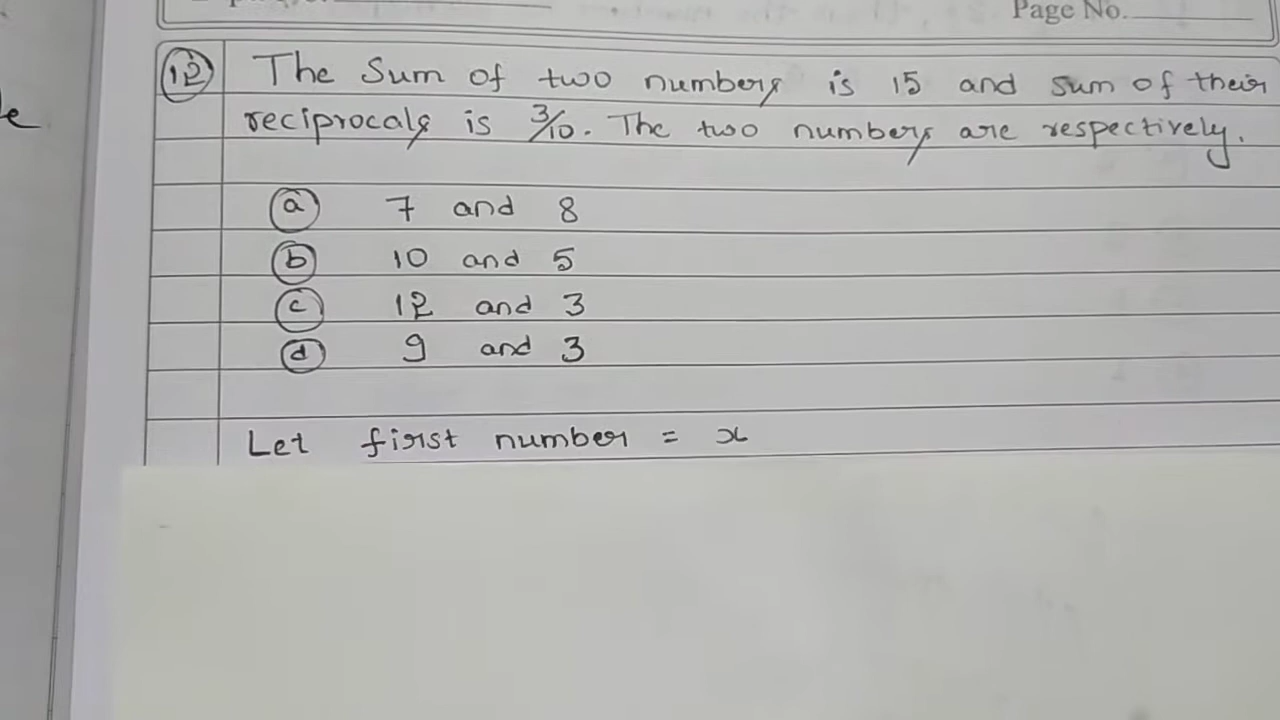 Page No.
12 The Sum of two numbers is 15 and sum of their
reciprocals is 3/10. The two numbers are respectively.
a 7 and 8
b 10 and 5
c 12 and 3
d 9 and 3
Let first number = x